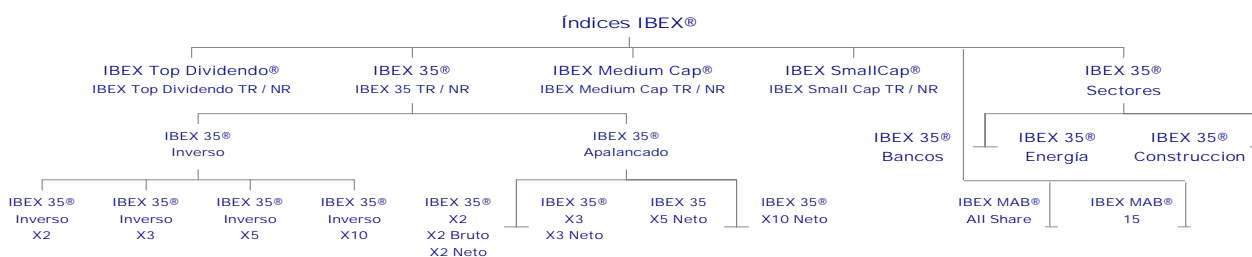 Índices IBEX®
IBEX Top Dividendo®
IBEX Top Dividendo TR / NR
IBEX 35®
IBEX 35 TR / NR
IBEX Medium Cap®
IBEX Medium Cap TR / NR
IBEX SmallCap®
IBEX Small Cap TR / NR
IBEX 35®
Sectores
IBEX 35®
Inverso
IBEX 35®
Apalancado
IBEX 35®
Bancos
IBEX 35®
Energía
IBEX 35®
Construccion
IBEX 35®
Inverso
X2
IBEX 35®
Inverso
X3
IBEX 35®
Inverso
X5
IBEX 35®
Inverso
X10
IBEX 35®
X2
X2 Bruto
X2 Neto
IBEX 35®
X3
X3 Neto
IBEX 35
X5 Neto
IBEX 35®
X10 Neto
IBEX MAB®
All Share
IBEX MAB®
15